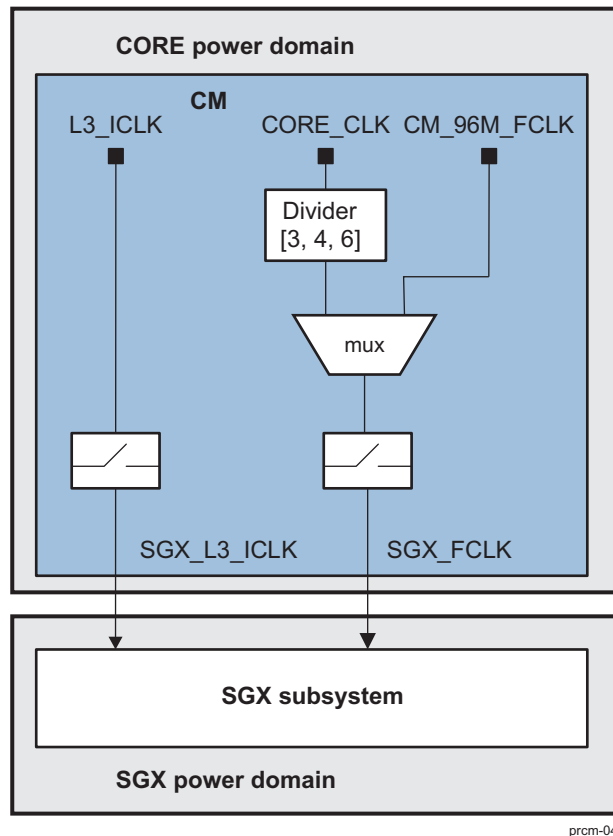 CORE power domain
CM
L3_ICLK CORE_CLK CM_96M_FCLK
Divider
[3, 4, 6]
mux
SGX_L3_ICLK SGX_FCLK
SGX subsystem
SGX power domain